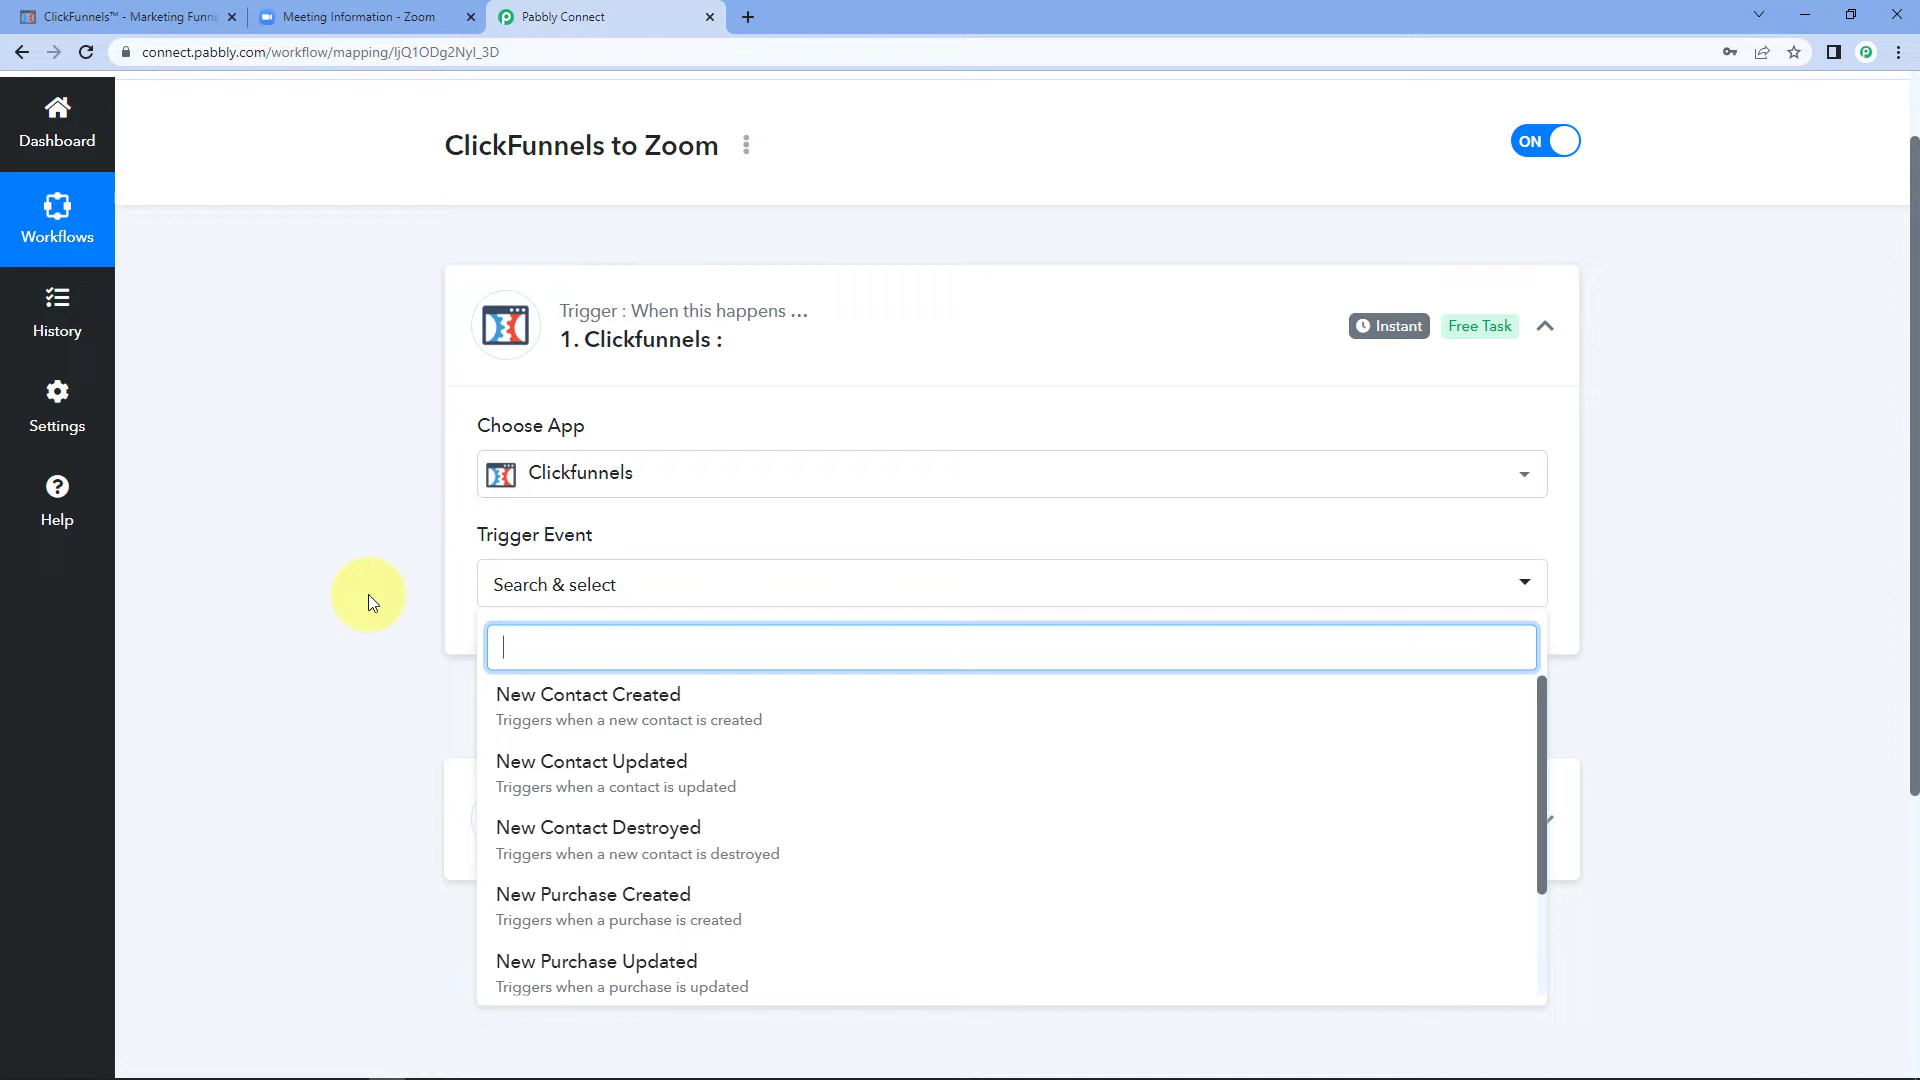 ClickFunnels™ - Marketing Funne
Meeting Information - Zoom
Pabbly Connect
connect.pabbly.com/workflow/mapping/IjQ1ODg2NyI_3D
Dashboard
Workflows
History
Settings
Help
ClickFunnels to Zoom
ON
Trigger : When this happens ...
1. Clickfunnels :
Instant
Free Task
Choose App
Clickfunnels
Trigger Event
Search & select
New Contact Created
Triggers when a new contact is created
New Contact Updated
Triggers when a contact is updated
New Contact Destroyed
Triggers when a new contact is destroyed
New Purchase Created
Triggers when a purchase is created
New Purchase Updated
Triggers when a purchase is updated